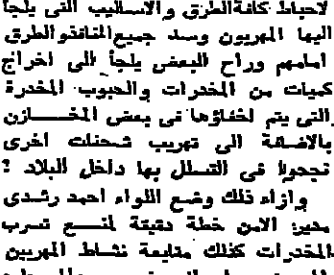 لاحباط كافة الطرق والاساليب التى يلجأ
اليها المهربون وسد جميع المنافذ والطرق
امامهم وراح البعض يلجأ الى اخراج
كميات من المخدرات والحبوب المخدرة
التى يتم اخفاؤها فى بعض المخازن
بالاضافة الى تهريب شحنات اخرى
نجحوا فى التسلل بها داخل البلاد ؟
وازاء ذلك وضع اللواء احمد رشدى
مدير الامن خطة دقيقة لمنع تسرب
المخدرات كذلك متابعة نشاط المهربين